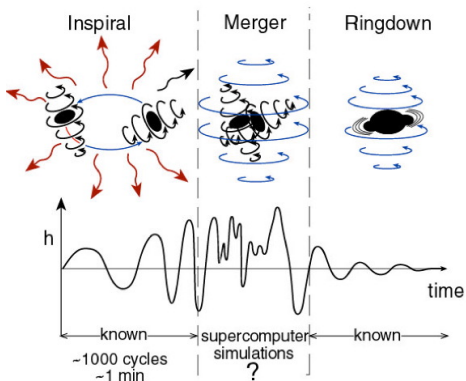 Inspiral Merger Ringdown
h
time
known supercomputer known
simulations
~1000 cycles
~1 min ?